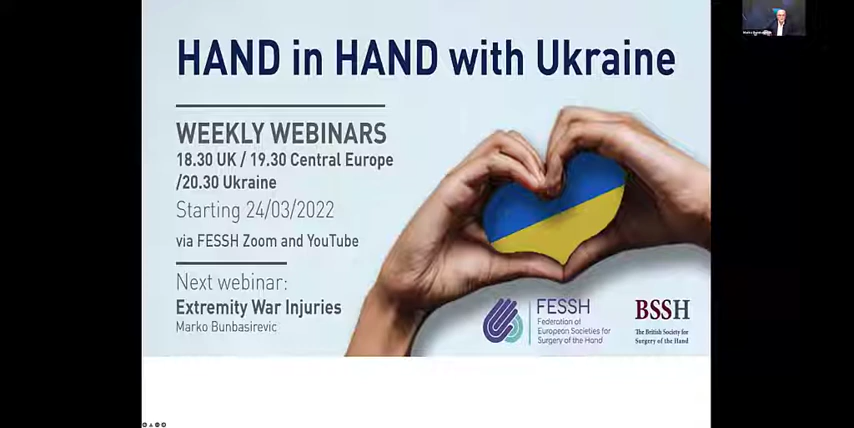 HAND in HAND with Ukraine
WEEKLY WEBINARS
18.30 UK / 19.30 Central Europe
/20.30 Ukraine
Starting 24/03/2022
via FESSH Zoom and YouTube
Next webinar:
Extremity War Injuries
Marko Bunbasirevic
FESSH
Federation of
European Societies for
Surgery of the Hand
BSSH
The British Society for
Surgery of the Hand